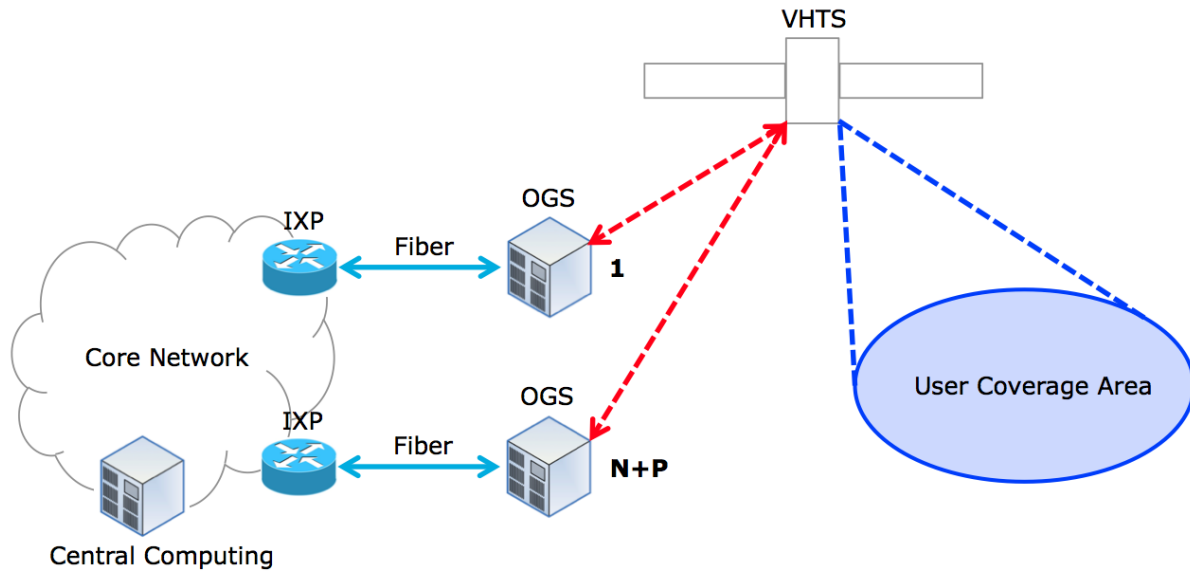 VHTS
OGS
IXP
Fiber
1
Core Network
User Coverage Area
OGS
IXP
Fiber
N+P
Central Computing